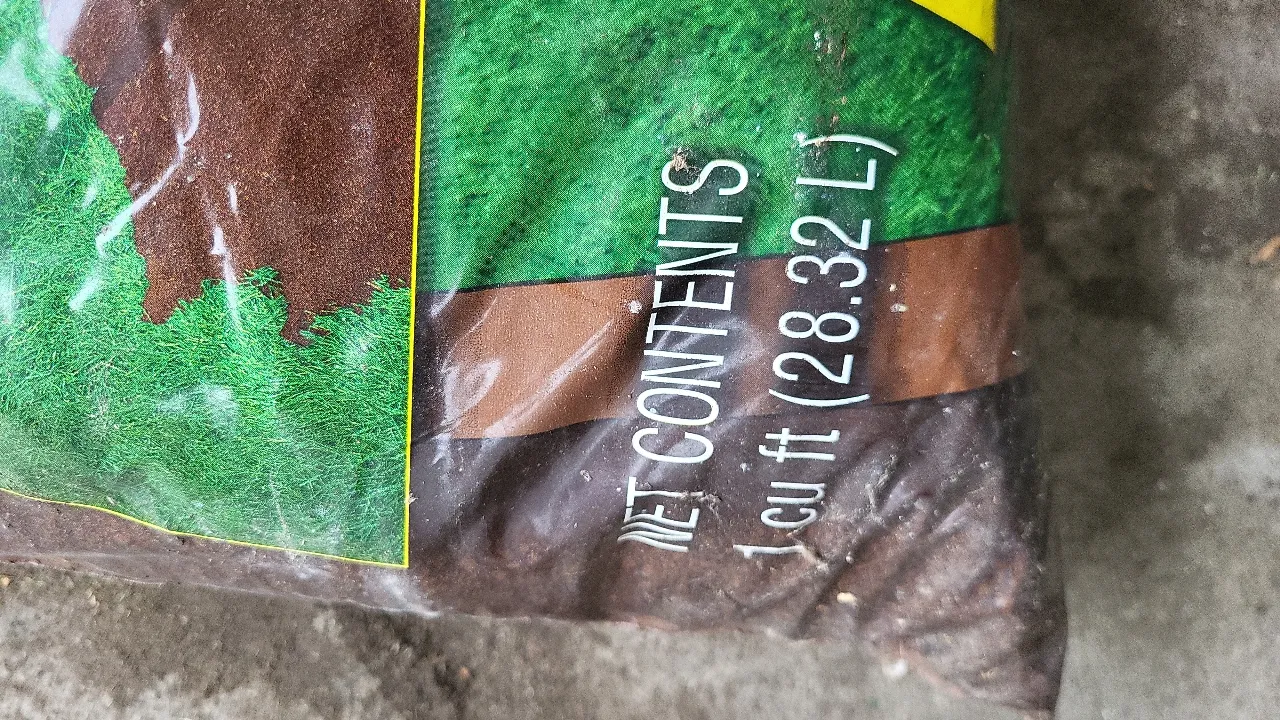 NET CONTENTS
1 cu ft (28.32 L)